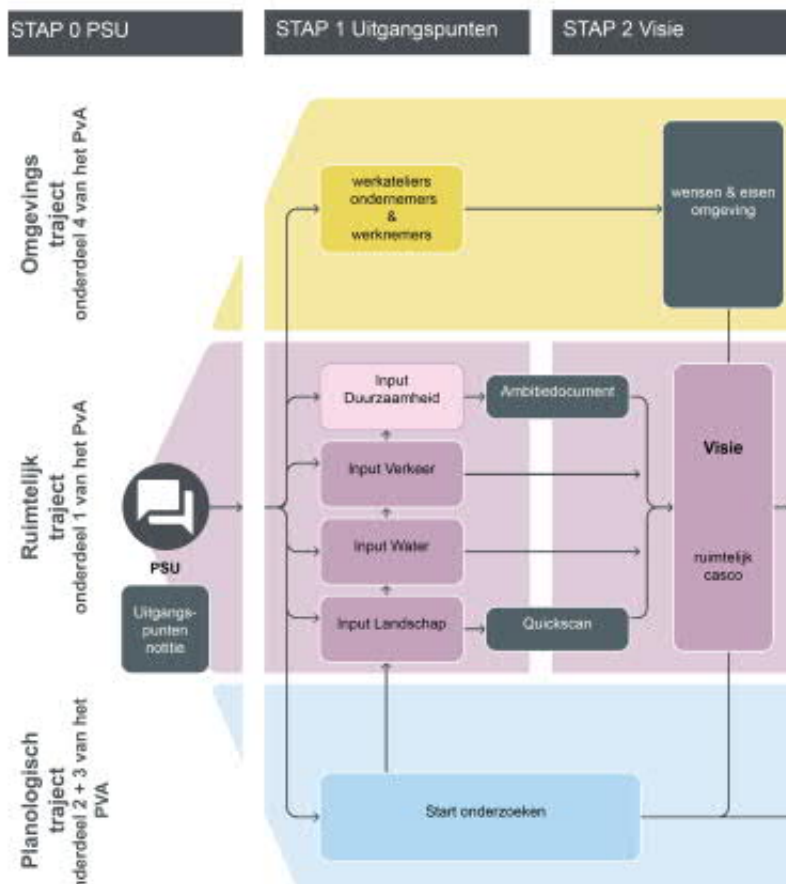 STAP 0 PSU
STAP 1 Uitgangspunten
STAP 2 Visie
Omgevings
traject
onderdeel 4 van het PvA
werkateliers
ondernemers
&
werknemers
wensen & eisen
omgeving
Ruimtelijk
traject
onderdeel 1 van het PvA
PSU
Uitgangs-
punten
notitie
Input
Duurzaamheid
Ambitiedocument
Input Verkeer
Input Water
Input Landschap
Quickscan
Visie
ruimtelijk
casco
Planologisch
traject
nderdeel 2 + 3 van het
PVA
Start onderzoeken